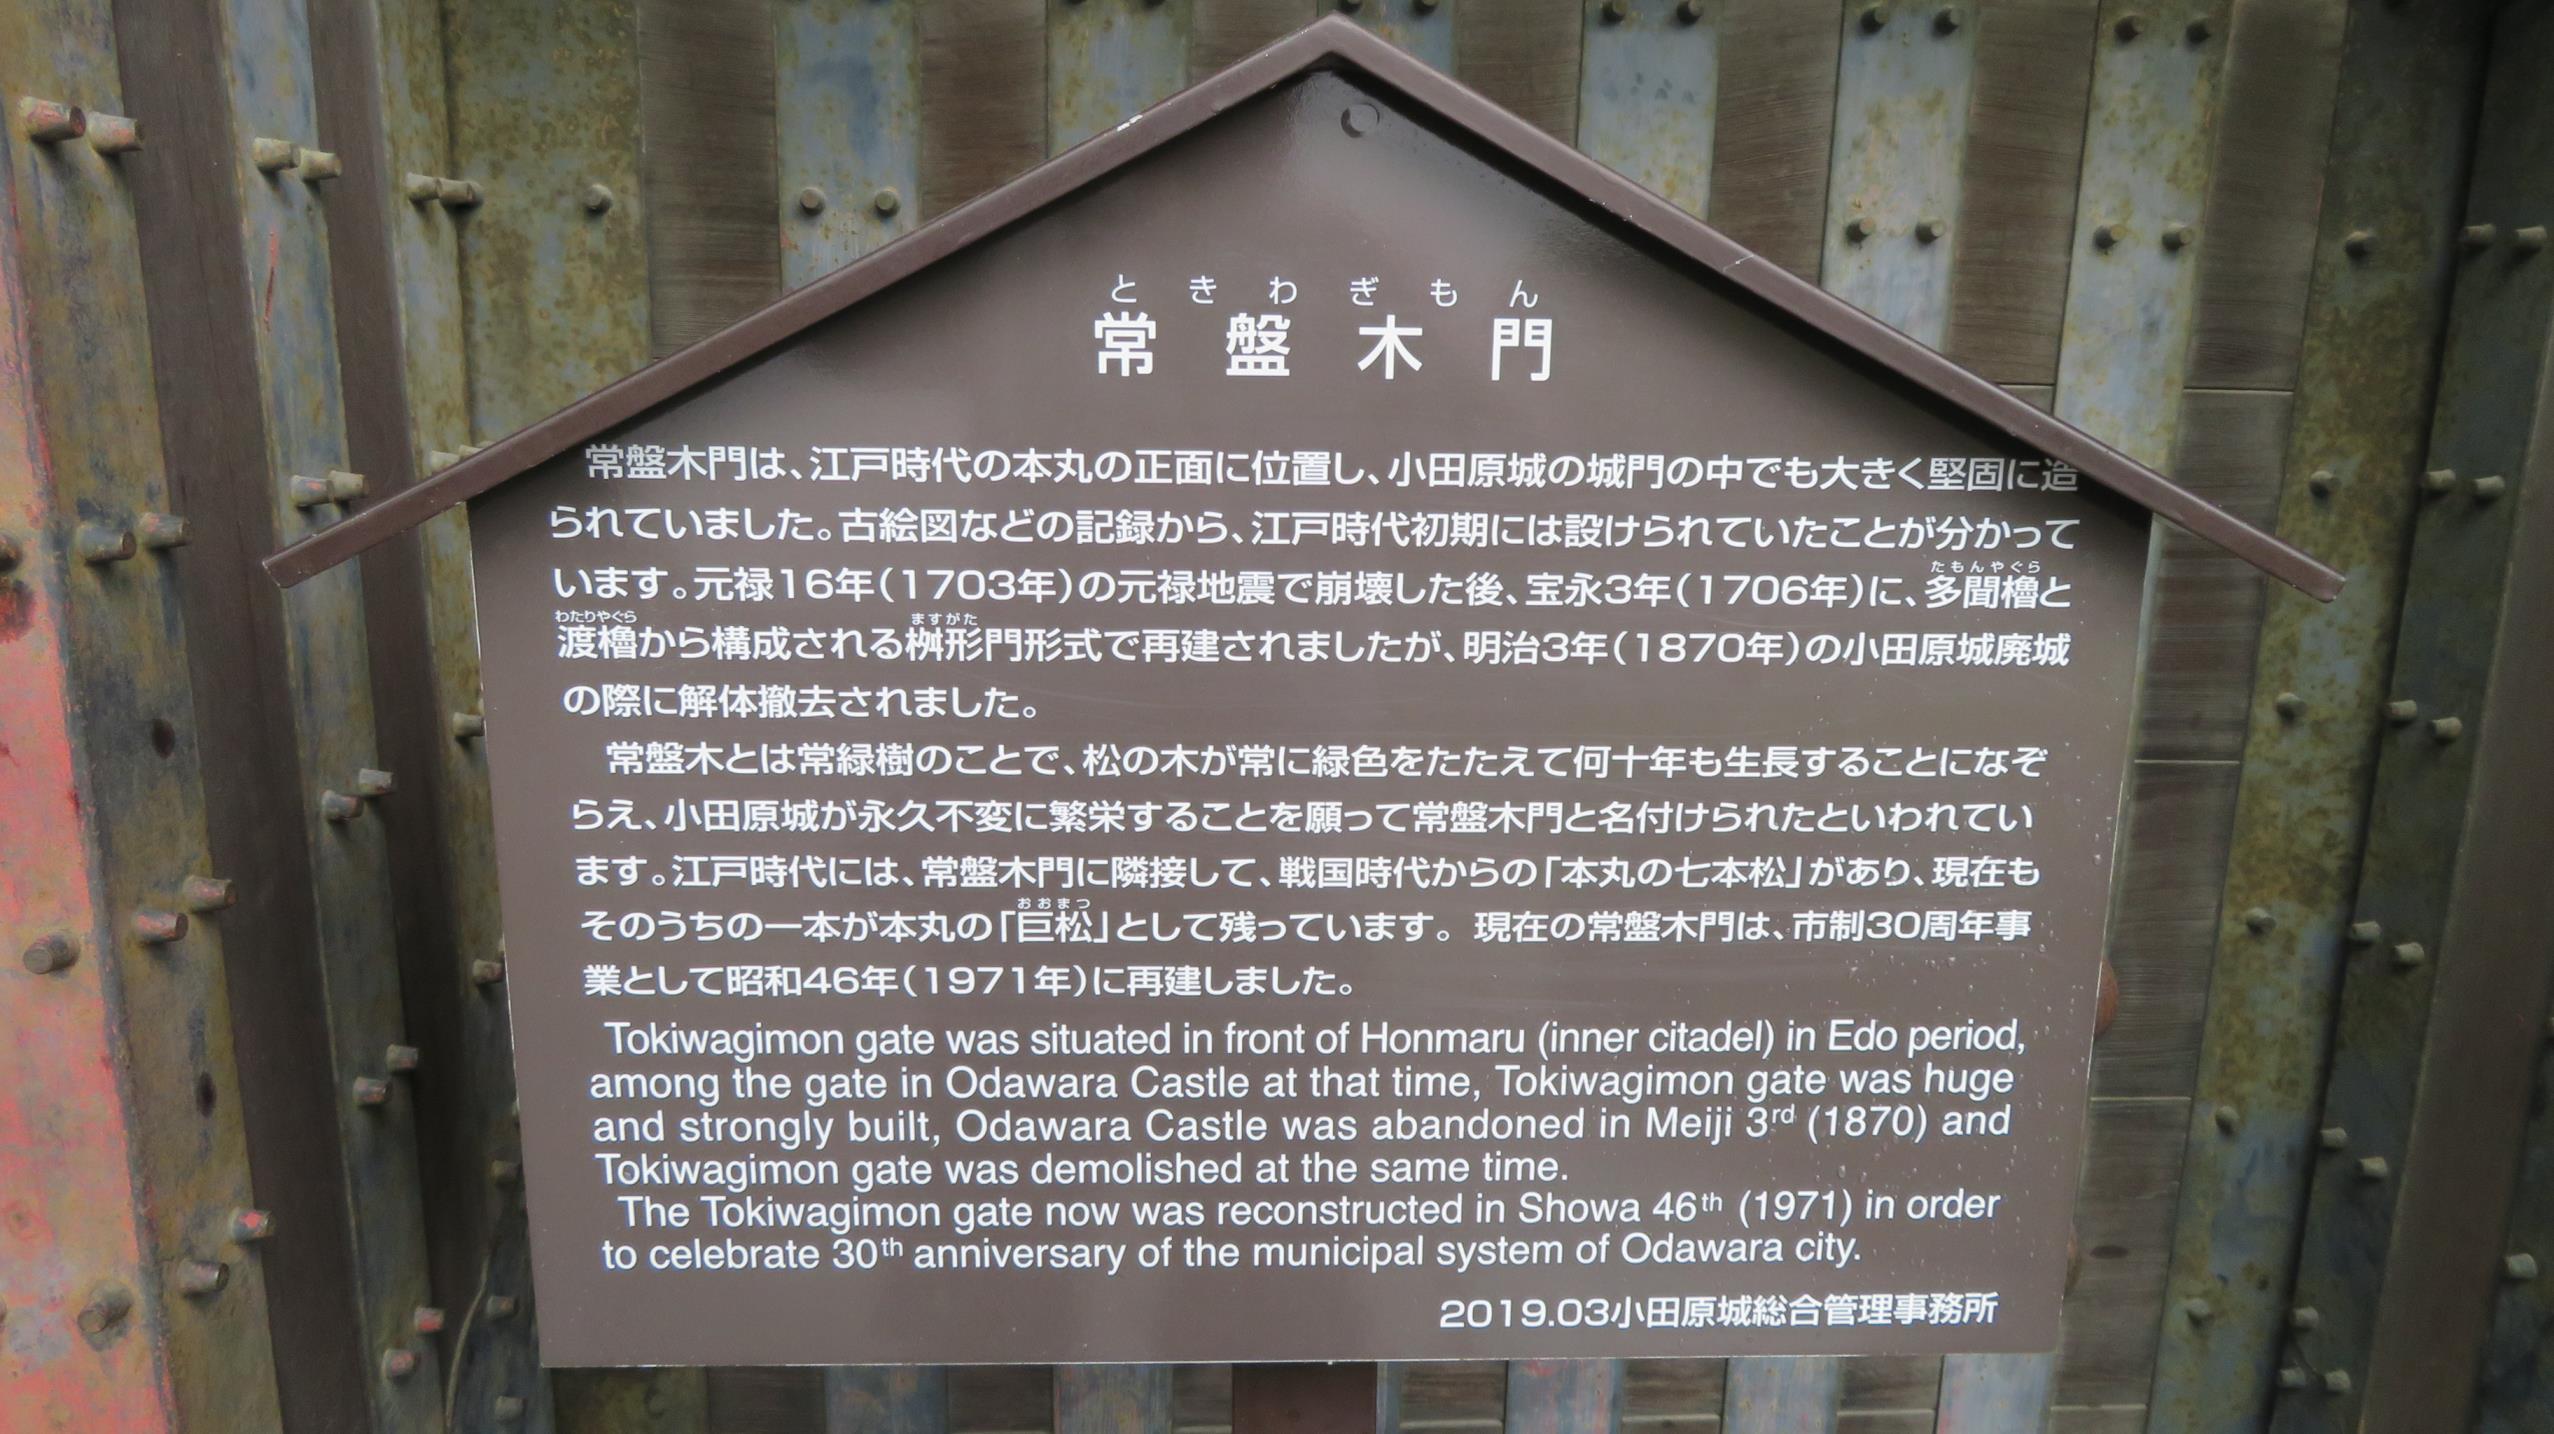 ときわぎもん
常盤木門
常盤木門は、江戸時代の本丸の正面に位置し、小田原城の城門の中でも大きく堅固に造
られていました。古絵図などの記録から、江戸時代初期には設けられていたことが分かって
います。元禄16年(1703年)の元禄地震で崩壊した後、宝永3年(1706年)に、多聞櫓と
たもんやぐら
渡櫓から構成される桝形門形式で再建されましたが、明治3年(1870年)の小田原城廃城
わたりやぐら ますがた
の際に解体撤去されました。
常盤木とは常緑樹のことで、松の木が常に緑色をたたえて何十年も生長することになぞ
らえ、小田原城が永久不変に繁栄することを願って常盤木門と名付けられたといわれてい
ます。江戸時代には、常盤木門に隣接して、戦国時代からの「本丸の七本松」があり、現在も
そのうちの一本が本丸の「巨松」として残っています。現在の常盤木門は、市制30周年事
おおまつ
業として昭和46年(1971年)に再建しました。
Tokiwagimon gate was situated in front of Honmaru (inner citadel) in Edo period,
among the gate in Odawara Castle at that time, Tokiwagimon gate was huge
and strongly built, Odawara Castle was abandoned in Meiji 3rd (1870) and
Tokiwagimon gate was demolished at the same time.
The Tokiwagimon gate now was reconstructed in Showa 46th (1971) in order
to celebrate 30th anniversary of the municipal system of Odawara city.
2019.03小田原城総合管理事務所